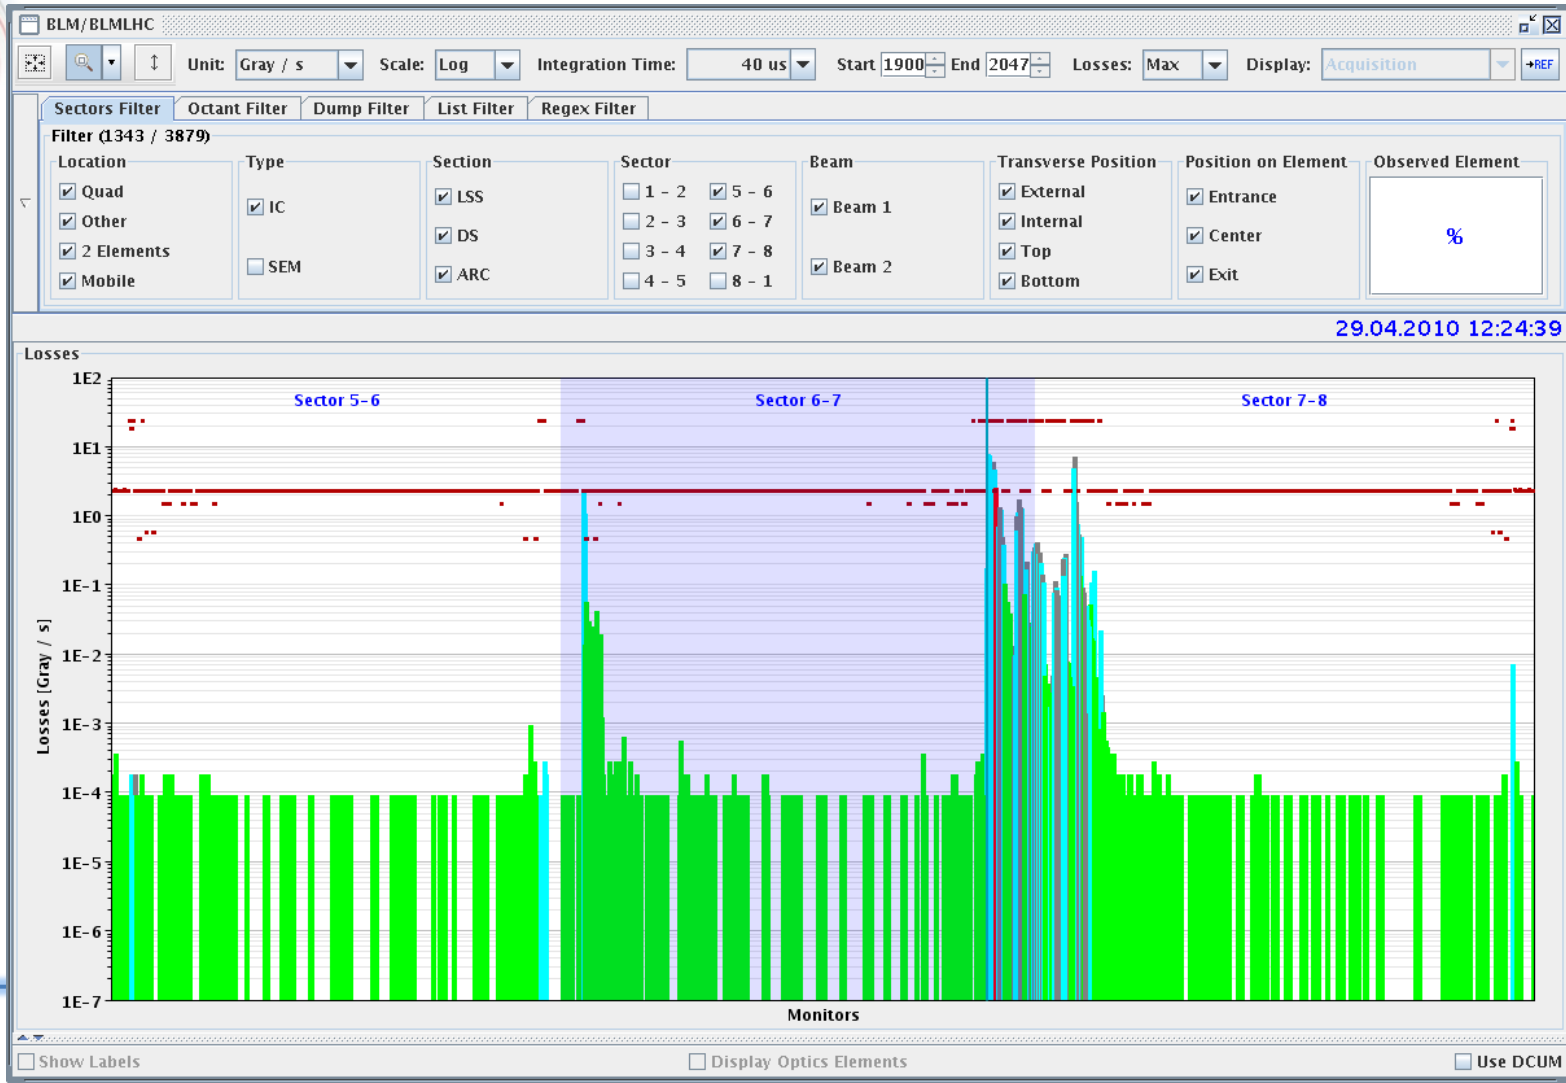 BLM/BLMLHC
Unit: Gray / s Scale: Log Integration Time: 40 us Start 1900 End 2047 Losses: Max Display: Acquisition →REF
Sectors Filter Octant Filter Dump Filter List Filter Regex Filter
Filter (1343 / 3879)
Location Type Section Sector Beam Transverse Position Position on Element Observed Element
Quad IC LSS 1 - 2 5 - 6 Beam 1 External Entrance
Other 2 - 3 6 - 7 Internal
2 Elements SEM DS 3 - 4 7 - 8 Beam 2 Top Center %
Mobile ARC 4 - 5 8 - 1 Bottom Exit
29.04.2010 12:24:39
Losses
1E2
Sector 5-6 Sector 6-7 Sector 7-8
1E1
1E0
1E-1
1E-2
1E-3
1E-4
1E-5
1E-6
1E-7
Losses [Gray / s]
Monitors
Show Labels Display Optics Elements Use DCUM